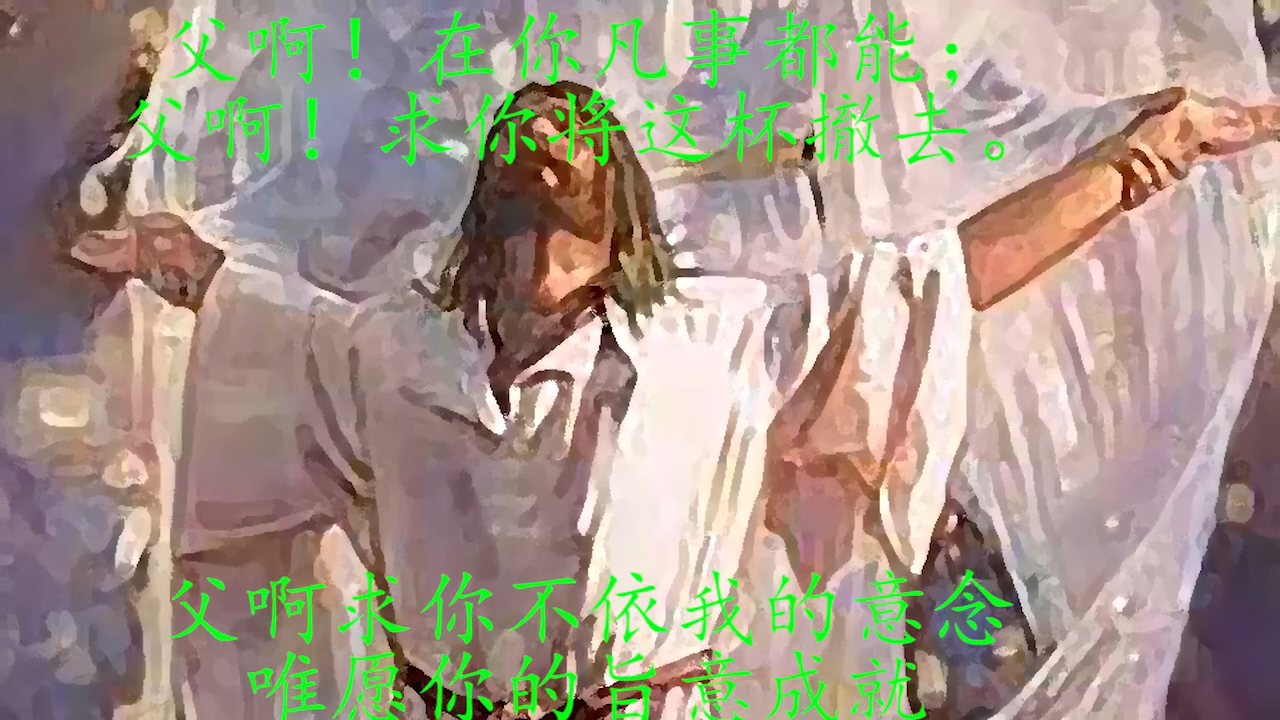 父啊！在你凡事都能；
父啊！求你将这杯撤去。
父啊求你不依我的意念
唯愿你的旨意成就